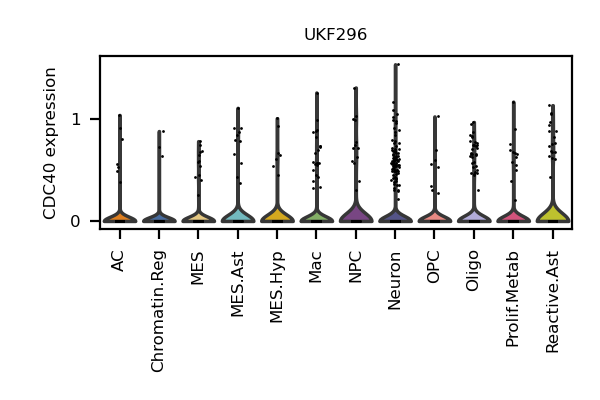 UKF296
CDC40 expression
1
0
AC
Chromatin.Reg
MES
MES.Ast
MES.Hyp
Mac
NPC
Neuron
OPC
Oligo
Prolif.Metab
Reactive.Ast